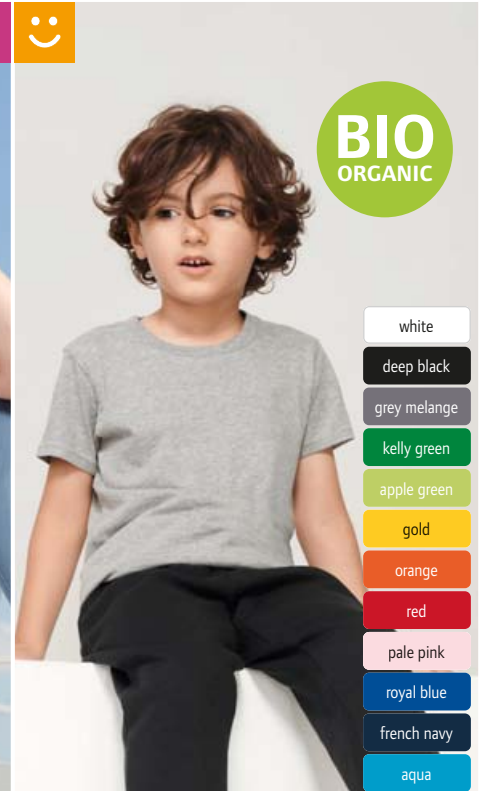 BIO
ORGANIC
white
deep black
grey melange
kelly green
apple green
gold
orange
red
pale pink
royal blue
french navy
aqua